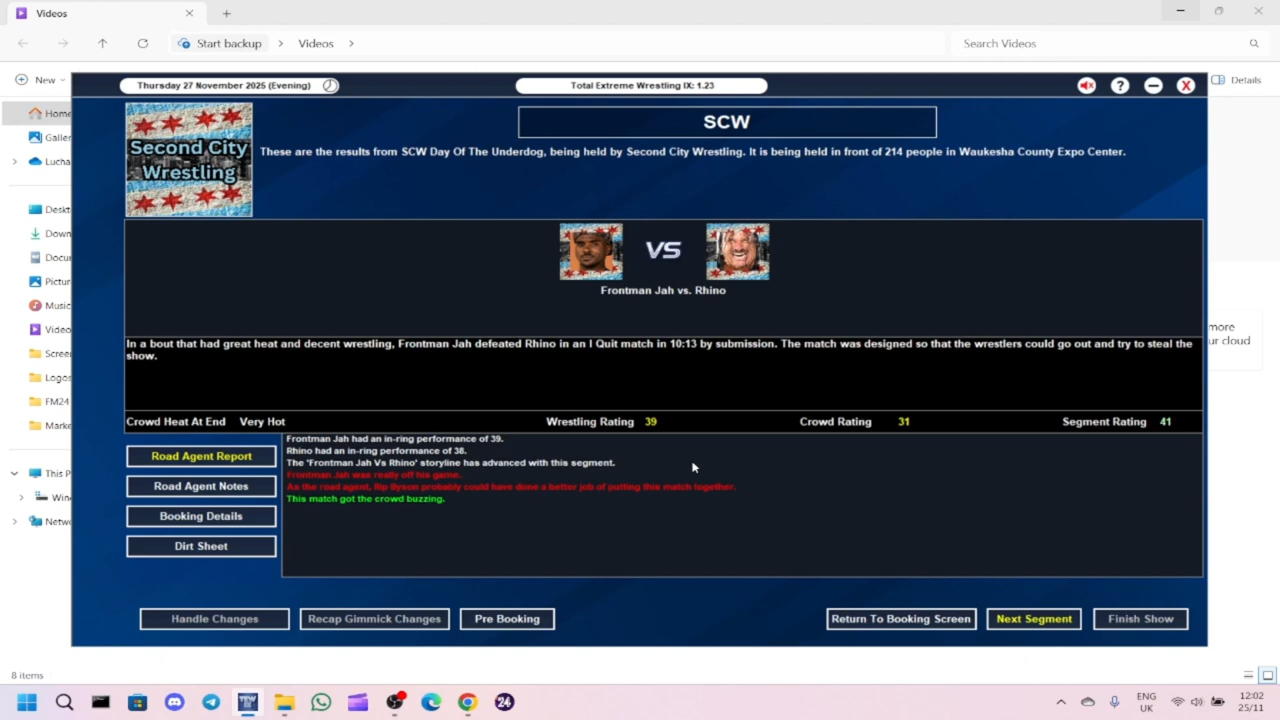 Videos
Start backup
Videos
Search Videos
New
Details
Thursday 27 November 2025 (Evening)
Total Extreme Wrestling IX: 1.23
?
X
Second City
Wrestling
SCW
These are the results from SCW Day Of The Underdog, being held by Second City Wrestling. It is being held in front of 214 people in Waukesha County Expo Center.
Home
Galler
Lucha
Deskt
Down
Docu
Pictur
Music
Video
Screen
Logos
FM24
Marke
This P
Wind
Netwo
more
ur cloud
VS
Frontman Jah vs. Rhino
In a bout that had great heat and decent wrestling, Frontman Jah defeated Rhino in an I Quit match in 10:13 by submission. The match was designed so that the wrestlers could go out and try to steal the
show.
Crowd Heat At End Very Hot Wrestling Rating 39 Crowd Rating 31 Segment Rating 41
Frontman Jah had an in-ring performance of 39.
Rhino had an in-ring performance of 38.
The 'Frontman Jah Vs Rhino' storyline has advanced with this segment.
Frontman Jah was really off his game.
As the road agent, Rip Byson probably could have done a better job of putting this match together.
This match got the crowd buzzing.
Road Agent Report
Road Agent Notes
Booking Details
Dirt Sheet
Handle Changes
Recap Gimmick Changes
Pre Booking
Return To Booking Screen
Next Segment
Finish Show
8 items
TEW
24
ENG
UK
12:02
25/11